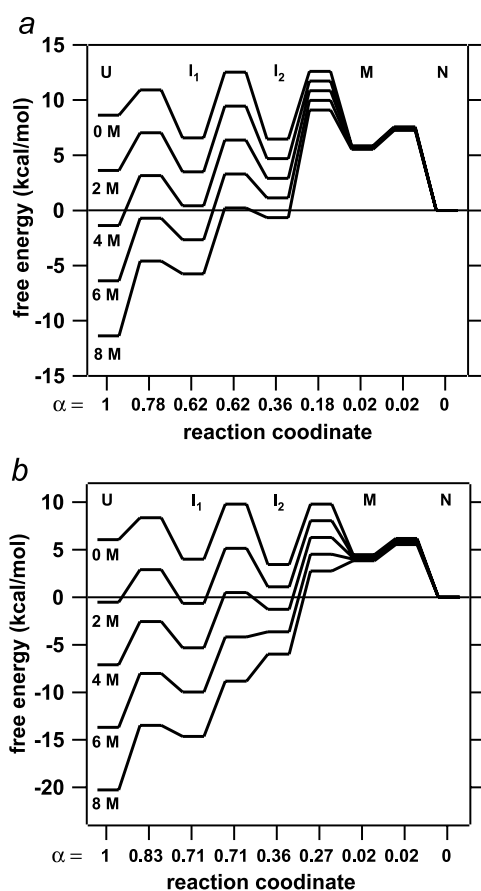 a
15
10
5
0
-5
-10
-15
free energy (kcal/mol)
U I1 I2 M N
0 M
2 M
4 M
6 M
8 M
α = 1 0.78 0.62 0.62 0.36 0.18 0.02 0.02 0
reaction coodinate
b
10
5
0
-5
-10
-15
-20
free energy (kcal/mol)
U I1 I2 M N
0 M
2 M
4 M
6 M
8 M
α = 1 0.83 0.71 0.71 0.36 0.27 0.02 0.02 0
reaction coordinate